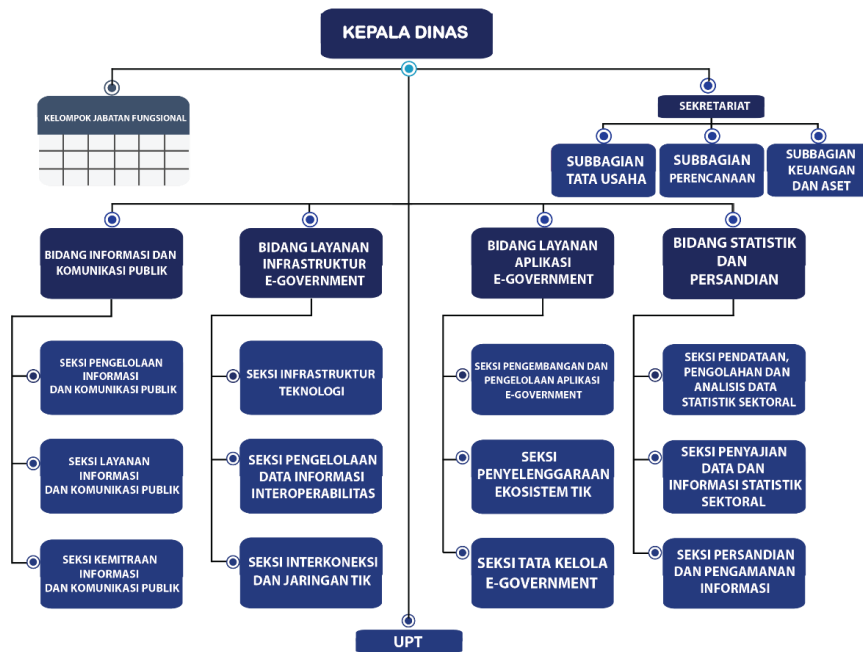 KEPALA DINAS
KELOMPOK JABATAN FUNGSIONAL
SEKRETARIAT
SUBBAGIAN
TATA USAHA
SUBBAGIAN
PERENCANAAN
SUBBAGIAN
KEUANGAN
DAN ASET
BIDANG INFORMASI DAN
KOMUNIKASI PUBLIK
BIDANG LAYANAN
INFRASTRUKTUR
E-GOVERNMENT
BIDANG LAYANAN
APLIKASI
E-GOVERNMENT
BIDANG STATISTIK
DAN
PERSANDIAN
SEKSI PENGELOLAAN
INFORMASI
DAN KOMUNIKASI PUBLIK
SEKSI INFRASTRUKTUR
TEKNOLOGI
SEKSI PENGEMBANGAN DAN
PENGELOLAAN APLIKASI
E-GOVERNMENT
SEKSI PENDATAAN,
PENGOLAHAN DAN
ANALISIS DATA
STATISTIK SEKTORAL
SEKSI LAYANAN
INFORMASI
DAN KOMUNIKASI PUBLIK
SEKSI PENGELOLAAN
DATA INFORMASI
INTEROPERABILITAS
SEKSI
PENYELENGGARAAN
EKOSISTEM TIK
SEKSI PENYAJIAN
DATA DAN
INFORMASI STATISTIK
SEKTORAL
SEKSI KEMITRAAN
INFORMASI
DAN KOMUNIKASI PUBLIK
SEKSI INTERKONEKSI
DAN JARINGAN TIK
SEKSI TATA KELOLA
E-GOVERNMENT
SEKSI PERSANDIAN
DAN PENGAMANAN
INFORMASI
UPT